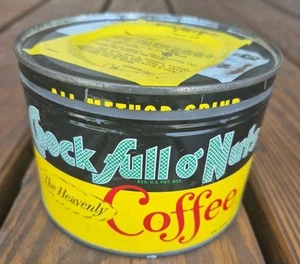 ALL METHOD GRIND
Chock full o' Nuts
REG. U.S. PAT. OFF.
The Heavenly
Coffee